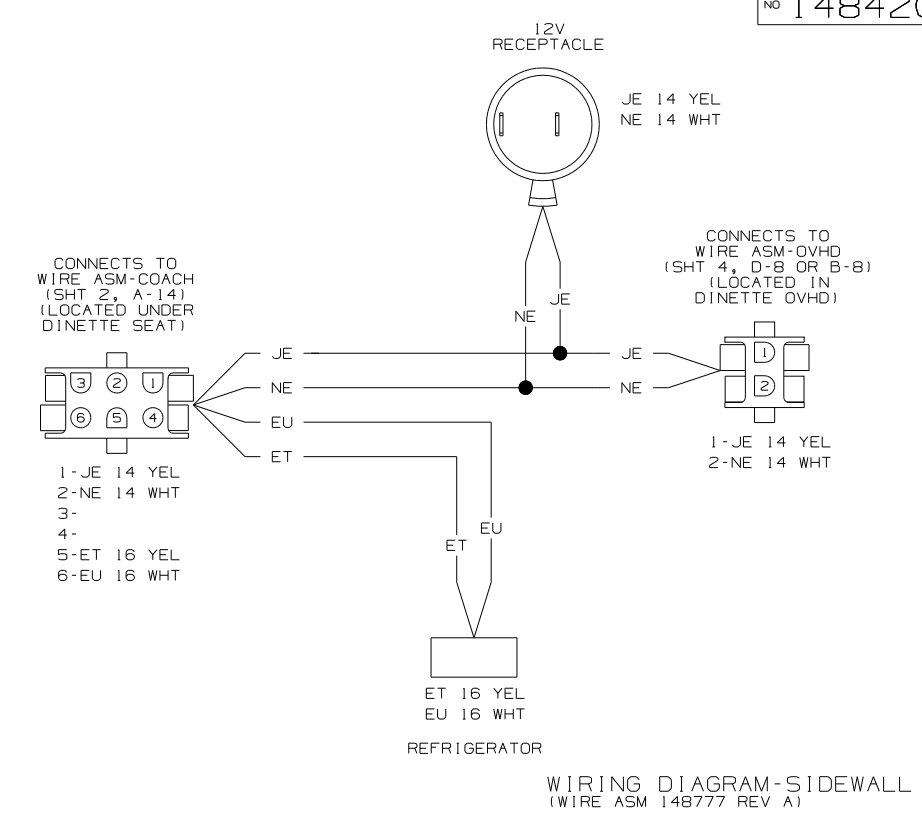 NO 148420
12V
RECEPTACLE
JE 14 YEL
NE 14 WHT
CONNECTS TO
WIRE ASM-OVHD
(SHT 4, D-8 OR B-8)
(LOCATED IN
DINETTE OVHD)
CONNECTS TO
WIRE ASM-COACH
(SHT 2, A-14)
(LOCATED UNDER
DINETTE SEAT)
JE
NE
JE
JE
NE
NE
EU
ET
3 2 1
6 5 4
1
2
1-JE 14 YEL
2-NE 14 WHT
3-
4-
5-ET 16 YEL
6-EU 16 WHT
1-JE 14 YEL
2-NE 14 WHT
EU
ET
ET 16 YEL
EU 16 WHT
REFRIGERATOR
WIRING DIAGRAM-SIDEWALL
(WIRE ASM 148777 REV A)